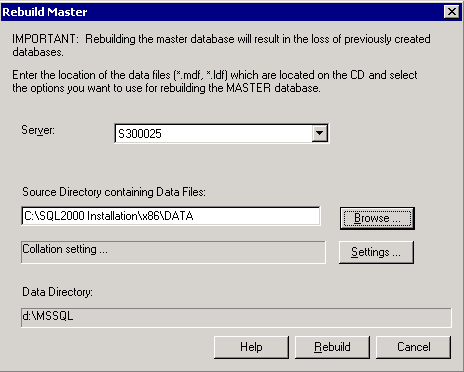 Rebuild Master
IMPORTANT:  Rebuilding the master database will result in the loss of previously created
databases.
Enter the location of the data files (*.mdf, *.ldf) which are located on the CD and select
the options you want to use for rebuilding the MASTER database.
Server:
S300025
Source Directory containing Data Files:
C:\SQL2000 Installation\x86\DATA
Browse ...
Collation setting ...
Settings ...
Data Directory:
d:\MSSQL
Help
Rebuild
Cancel